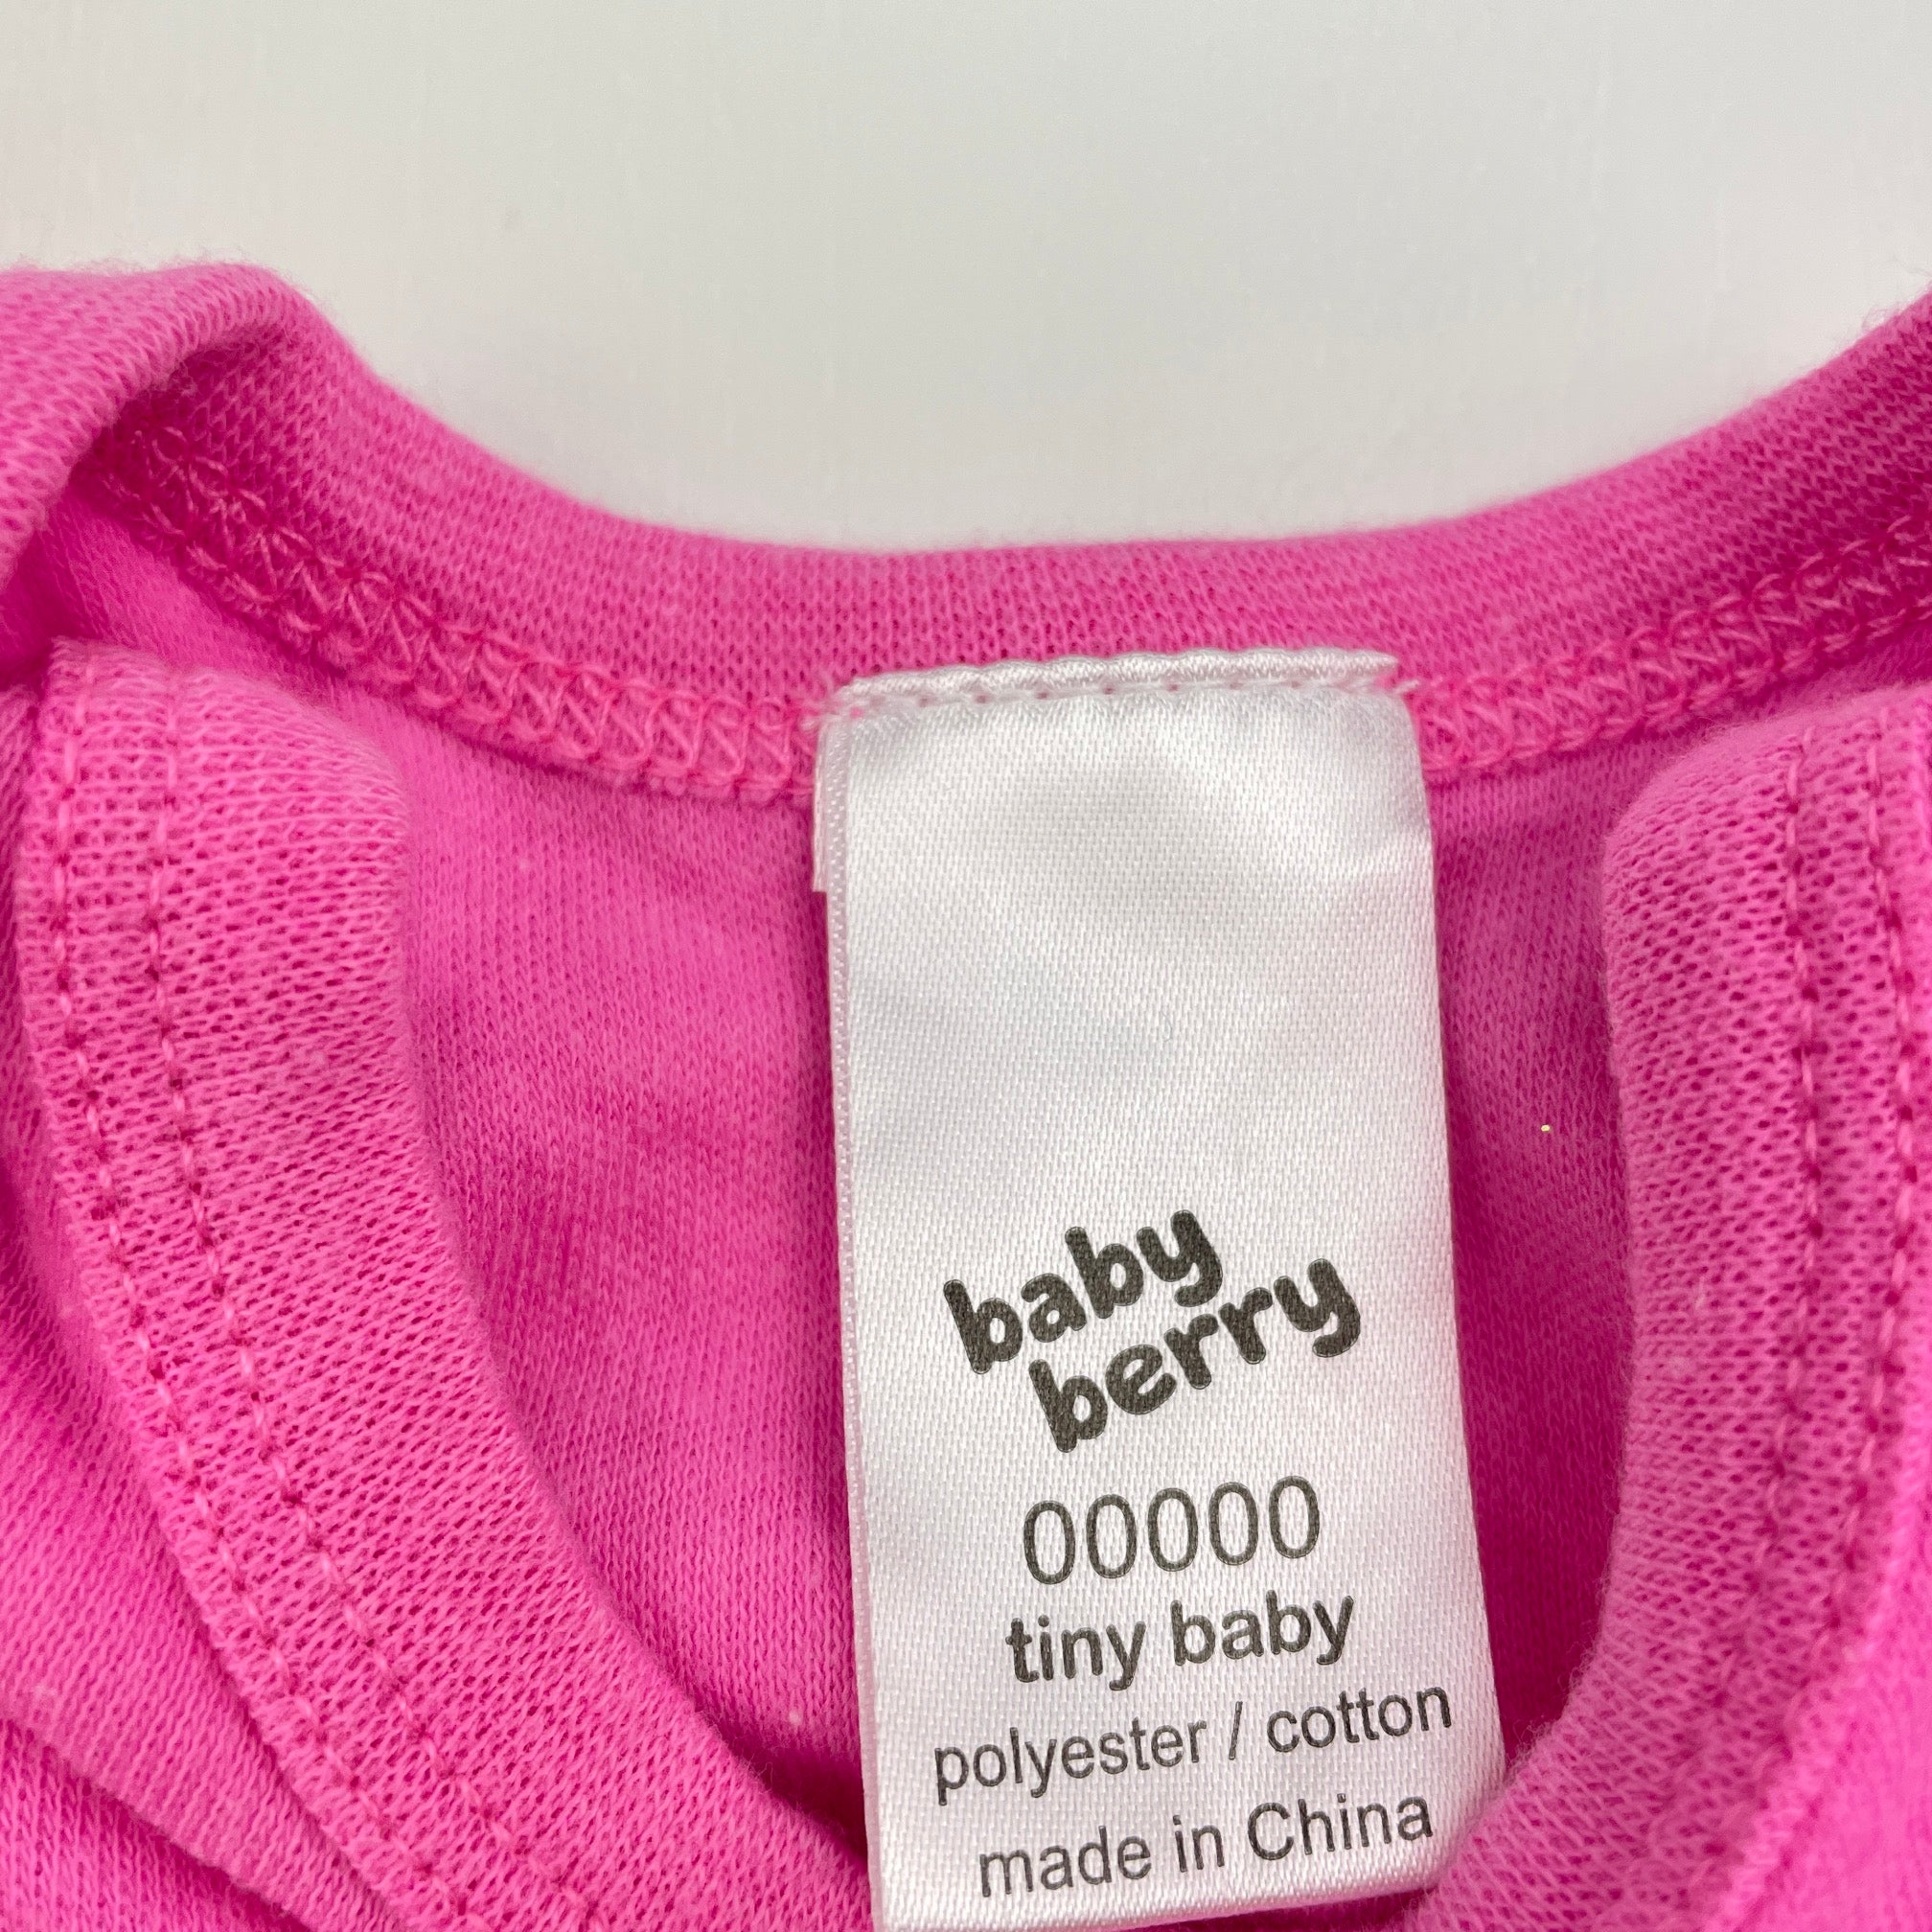 baby
berry
00000
tiny baby
polyester / cotton
made in China